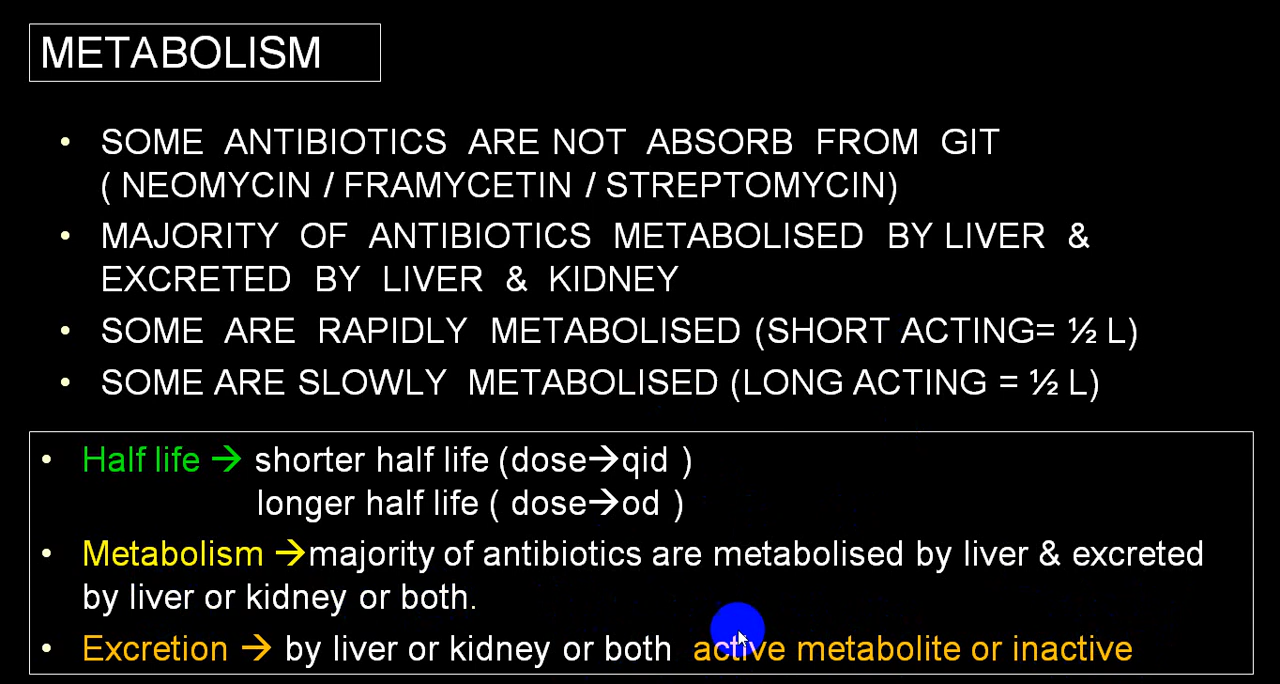 METABOLISM
• SOME ANTIBIOTICS ARE NOT ABSORB FROM GIT
( NEOMYCIN / FRAMYCETIN / STREPTOMYCIN)
• MAJORITY OF ANTIBIOTICS METABOLISED BY LIVER &
EXCRETED BY LIVER & KIDNEY
• SOME ARE RAPIDLY METABOLISED (SHORT ACTING= ½ L)
• SOME ARE SLOWLY METABOLISED (LONG ACTING = ½ L)
• Half life → shorter half life (dose→qid )
longer half life ( dose→od )
• Metabolism →majority of antibiotics are metabolised by liver & excreted
by liver or kidney or both.
• Excretion → by liver or kidney or both active metabolite or inactive